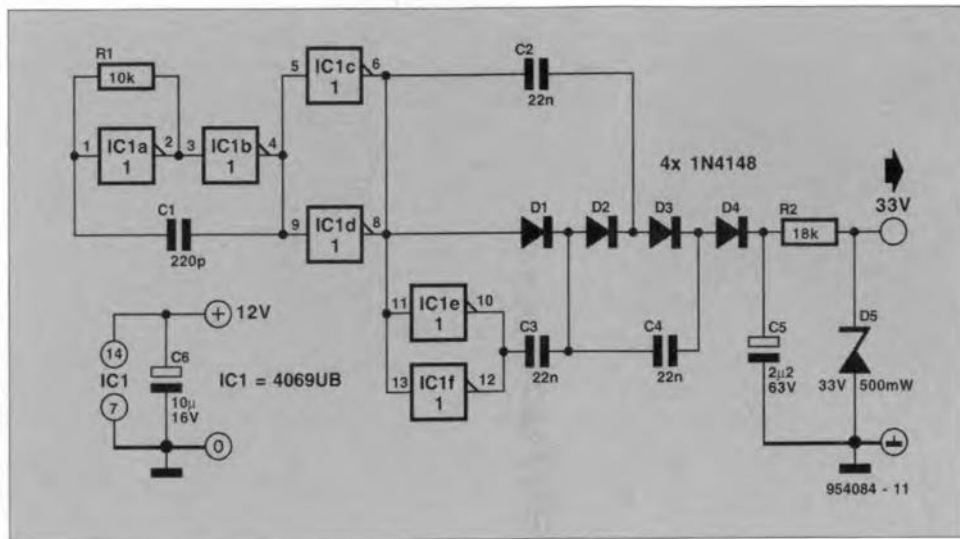 R1
10k
1
IC1a
1
2
3
IC1b
1
4
C1
220p
5
IC1c
1
6
9
IC1d
1
8
C2
22n
4x 1N4148
D1
D2
D3
D4
R2
18k
33V
11
IC1e
1
10
13
IC1f
1
12
C3
22n
C4
22n
C5
2µ2
63V
D5
33V
500mW
14
IC1
7
+
12V
C6
10µ
16V
0
IC1 = 4069UB
954084 - 11